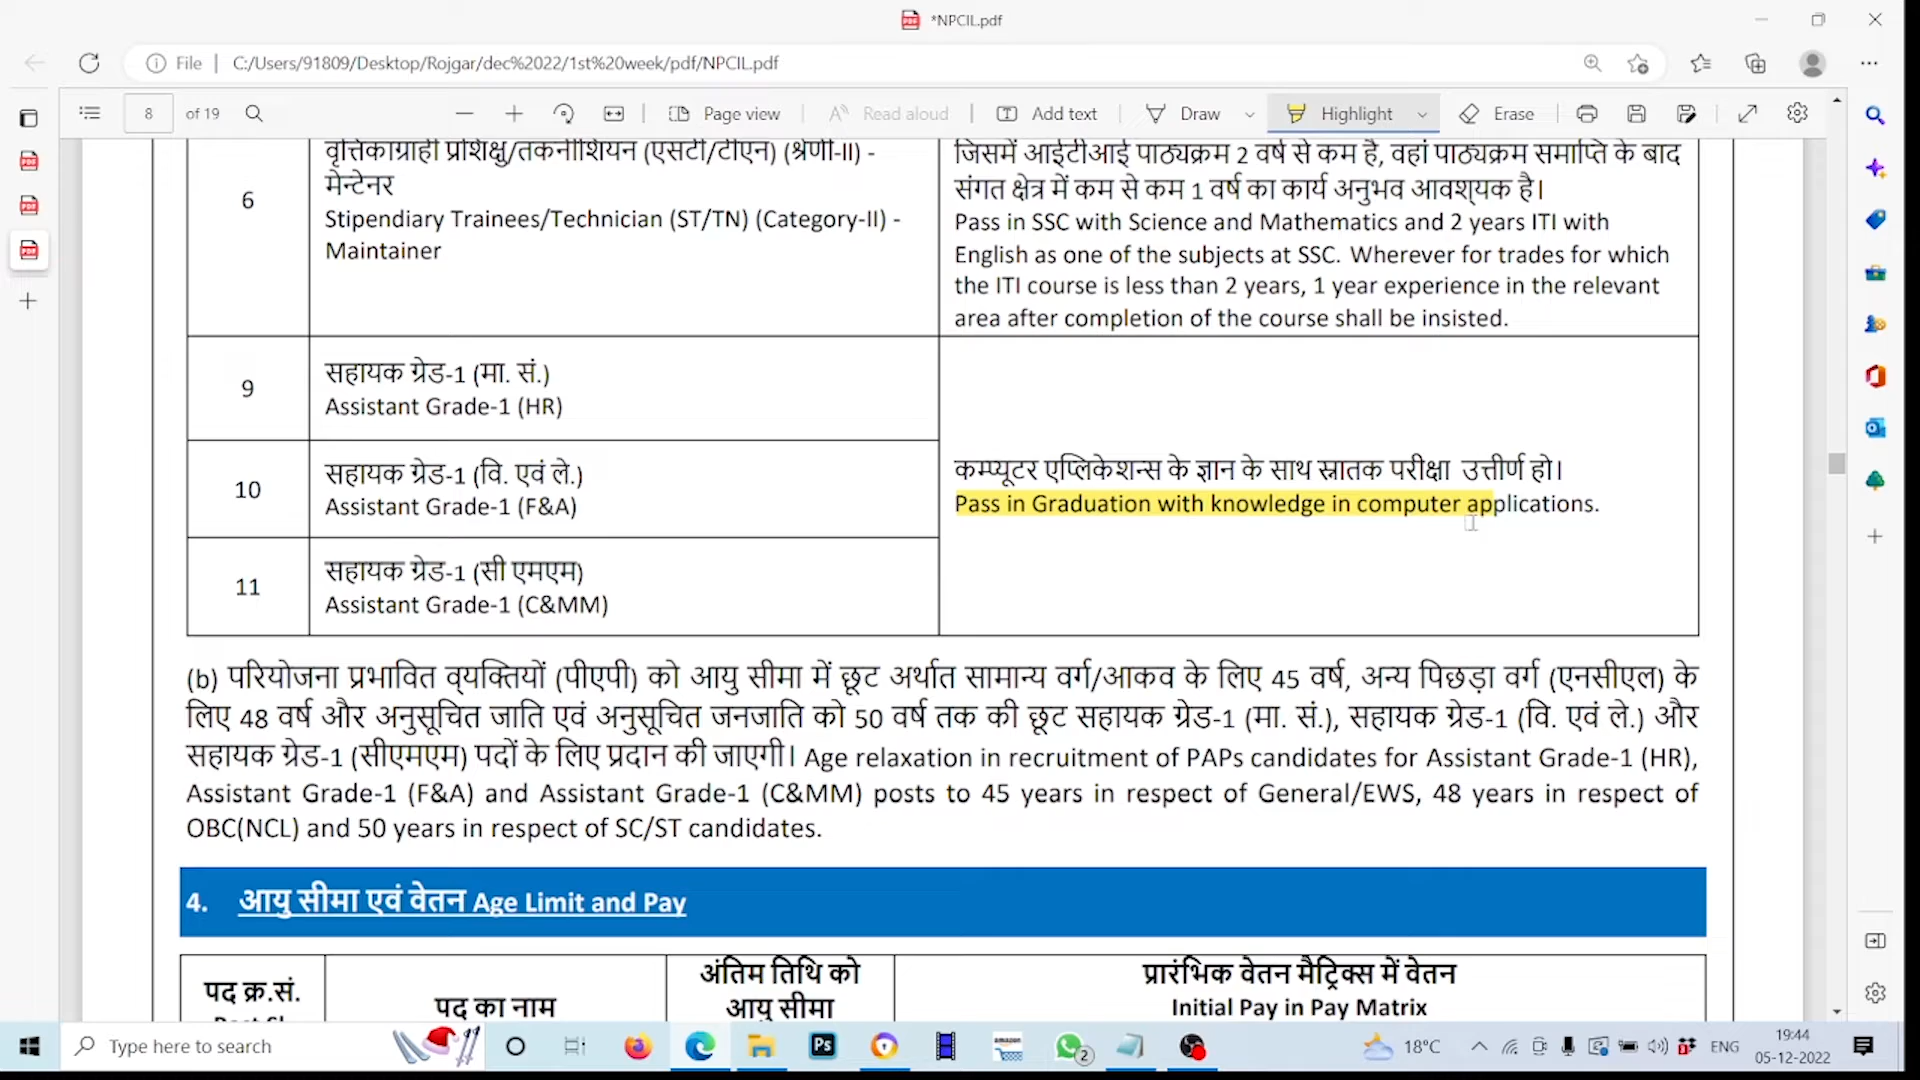 *NPCIL.pdf
File | C:/Users/91809/Desktop/Rojgar/dec%2022/1st%20week/pdf/NPCIL.pdf
8 of 19
Page view
Read aloud
Add text
Draw
Highlight
Erase
6
वृत्तिकाग्राही प्रशिक्षु/तकनीशियन (एसटी/टीएन) (श्रेणी-II) -
मेन्टेनर
Stipendiary Trainees/Technician (ST/TN) (Category-II) -
Maintainer
जिसमें आईटीआई पाठ्यक्रम 2 वर्ष से कम है, वहां पाठ्यक्रम समाप्ति के बाद
संगत क्षेत्र में कम से कम 1 वर्ष का कार्य अनुभव आवश्यक है।
Pass in SSC with Science and Mathematics and 2 years ITI with
English as one of the subjects at SSC. Wherever for trades for which
the ITI course is less than 2 years, 1 year experience in the relevant
area after completion of the course shall be insisted.
9
सहायक ग्रेड-1 (मा. सं.)
Assistant Grade-1 (HR)
10
सहायक ग्रेड-1 (वि. एवं ले.)
Assistant Grade-1 (F&A)
कम्प्यूटर एप्लिकेशन्स के ज्ञान के साथ स्नातक परीक्षा उत्तीर्ण हो।
Pass in Graduation with knowledge in computer applications.
11
सहायक ग्रेड-1 (सी एमएम)
Assistant Grade-1 (C&MM)
(b) परियोजना प्रभावित व्यक्तियों (पीएपी) को आयु सीमा में छूट अर्थात सामान्य वर्ग/आकव के लिए 45 वर्ष, अन्य पिछड़ा वर्ग (एनसीएल) के
लिए 48 वर्ष और अनुसूचित जाति एवं अनुसूचित जनजाति को 50 वर्ष तक की छूट सहायक ग्रेड-1 (मा. सं.), सहायक ग्रेड-1 (वि. एवं ले.) और
सहायक ग्रेड-1 (सीएमएम) पदों के लिए प्रदान की जाएगी। Age relaxation in recruitment of PAPs candidates for Assistant Grade-1 (HR),
Assistant Grade-1 (F&A) and Assistant Grade-1 (C&MM) posts to 45 years in respect of General/EWS, 48 years in respect of
OBC(NCL) and 50 years in respect of SC/ST candidates.
4. आयु सीमा एवं वेतन Age Limit and Pay
पद क्र.सं.
पद का नाम
अंतिम तिथि को
आयु सीमा
प्रारंभिक वेतन मैट्रिक्स में वेतन
Initial Pay in Pay Matrix
Type here to search
Ps
amazon
2
18°C
ENG
19:44
05-12-2022